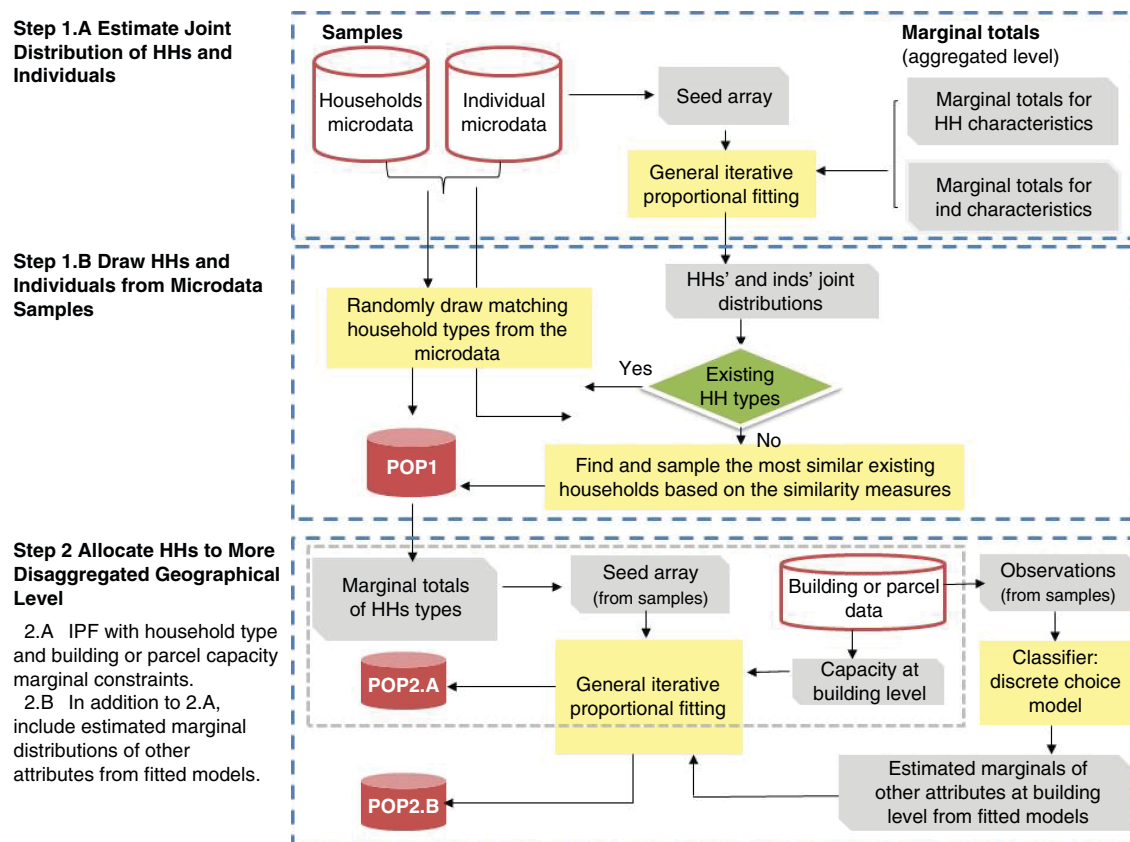 Step 1.A Estimate Joint
Distribution of HHs and
Individuals
Samples
Households
microdata
Individual
microdata
Seed array
Marginal totals
(aggregated level)
Marginal totals for
HH characteristics
General iterative
proportional fitting
Marginal totals for
ind characteristics
Step 1.B Draw HHs and
Individuals from Microdata
Samples
Randomly draw matching
household types from the
microdata
HHs' and inds' joint
distributions
Yes
Existing
HH types
No
POP1
Find and sample the most similar existing
households based on the similarity measures
Step 2 Allocate HHs to More
Disaggregated Geographical
Level
2.A IPF with household type
and building or parcel capacity
marginal constraints.
2.B In addition to 2.A,
include estimated marginal
distributions of other
attributes from fitted models.
Marginal totals
of HHs types
Seed array
(from samples)
Building or parcel
data
Observations
(from samples)
POP2.A
General iterative
proportional fitting
Capacity at
building level
Classifier:
discrete choice
model
POP2.B
Estimated marginals of
other attributes at building
level from fitted models